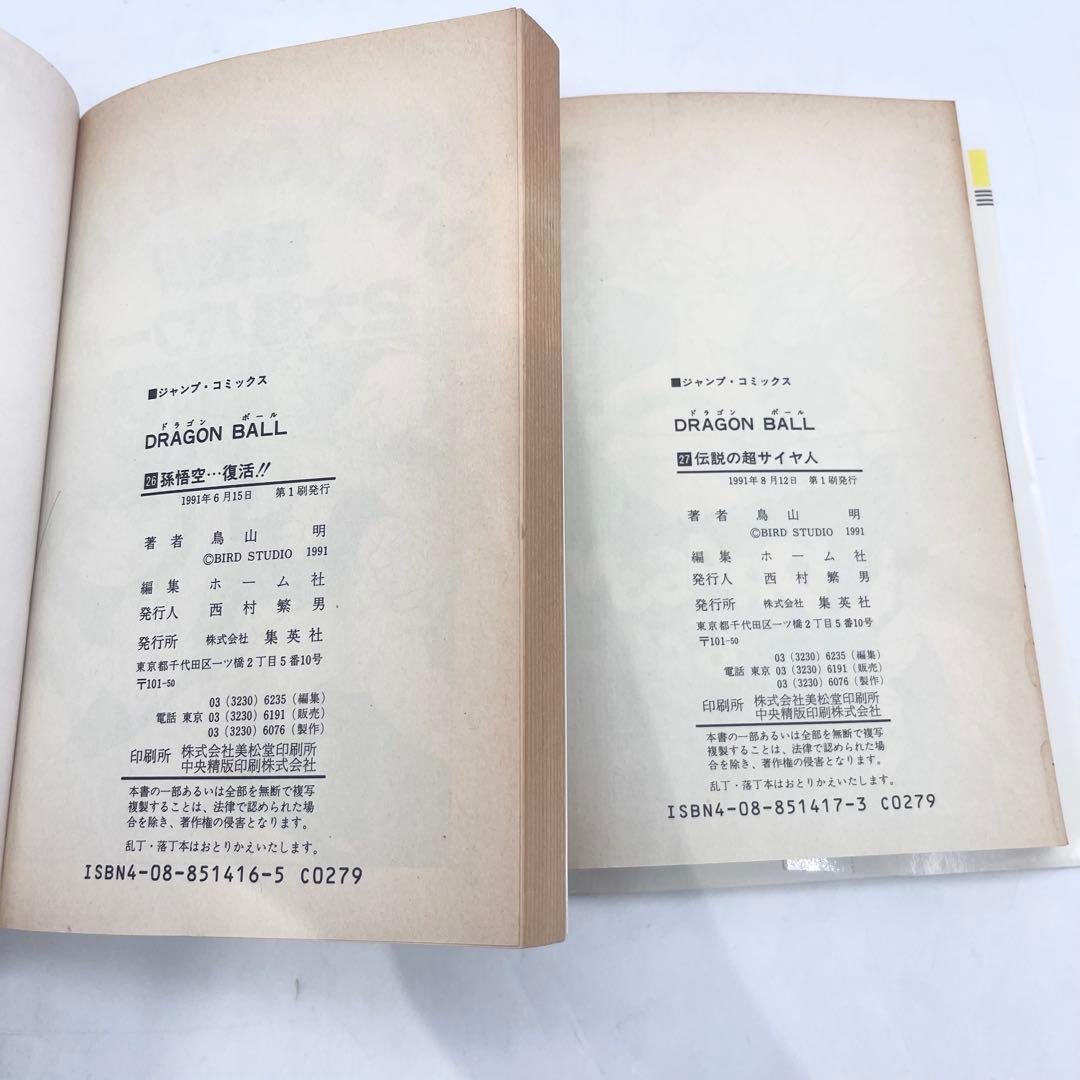 ■ジャンプ・コミックス
ドラゴン ボール
DRAGON BALL
26 孫悟空…復活!!
1991年6月15日 第1刷発行
著者 鳥山 明
©BIRD STUDIO 1991
編集 ホーム社
発行人 西村繁男
発行所 株式会社 集英社
東京都千代田区一ツ橋2丁目5番10号
〒101-50
03 (3230) 6235 (編集)
電話 東京 03 (3230) 6191 (販売)
03 (3230) 6076 (製作)
印刷所 株式会社美松堂印刷所
中央精版印刷株式会社
本書の一部あるいは全部を無断で複写
複製することは、法律で認められた場
合を除き、著作権の侵害となります。
乱丁・落丁本はおとりかえいたします。
ISBN4-08-851416-5 C0279
■ジャンプ・コミックス
ドラゴン ボール
DRAGON BALL
27 伝説の超サイヤ人
1991年8月12日 第1刷発行
著者 鳥山 明
©BIRD STUDIO 1991
編集 ホーム社
発行人 西村繁男
発行所 株式会社 集英社
東京都千代田区一ツ橋2丁目5番10号
〒101-50
03 (3230) 6235 (編集)
電話 東京 03 (3230) 6191 (販売)
03 (3230) 6076 (製作)
印刷所 株式会社美松堂印刷所
中央精版印刷株式会社
本書の一部あるいは全部を無断で複写
複製することは、法律で認められた場
合を除き、著作権の侵害となります。
乱丁・落丁本はおとりかえいたします。
ISBN4-08-851417-3 C0279